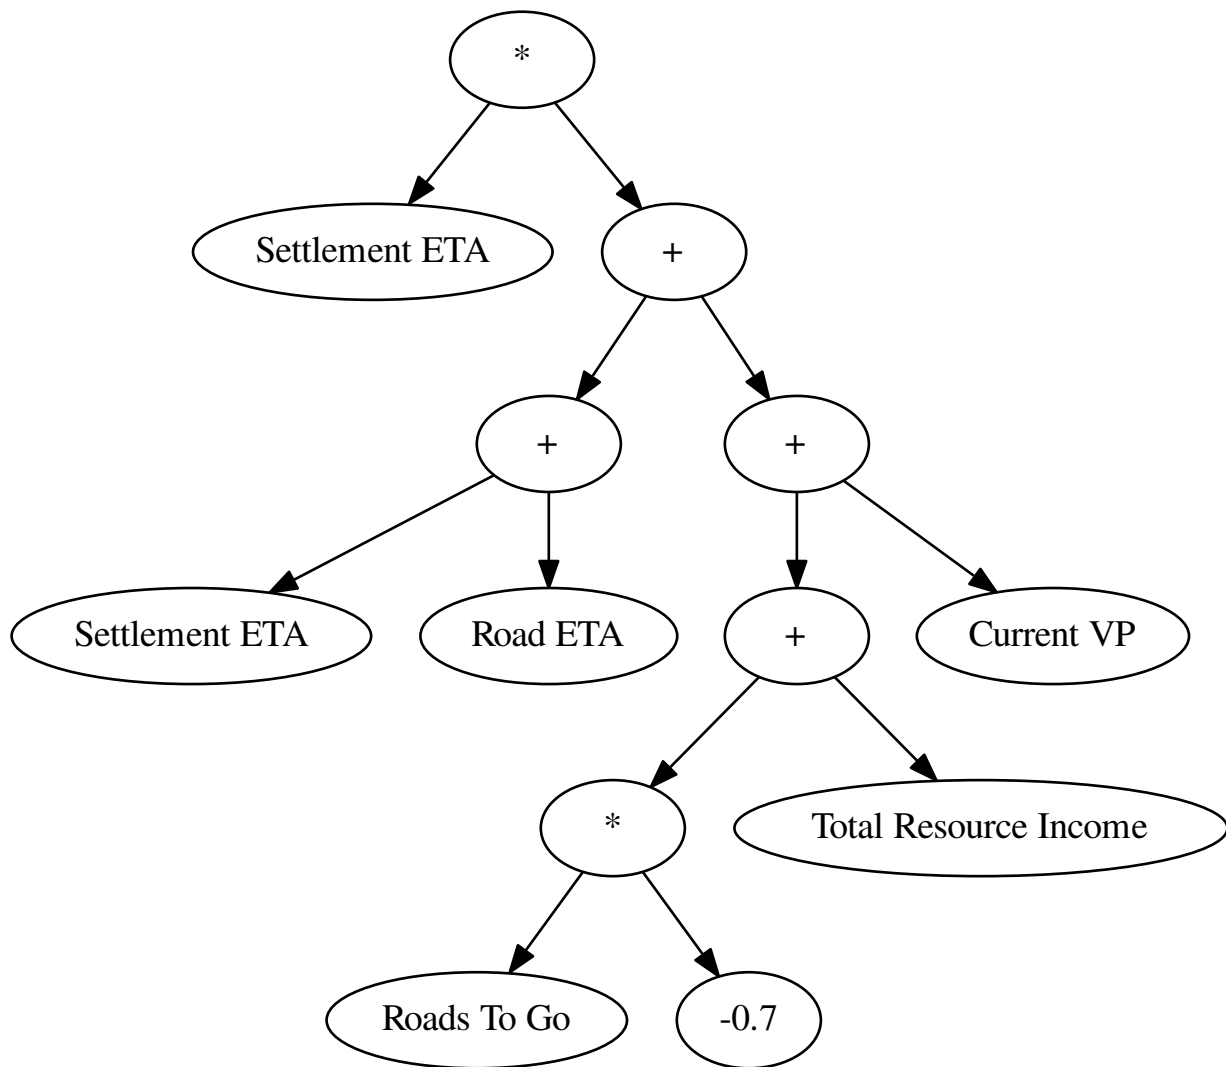 *
Settlement ETA
+
+
+
Settlement ETA
Road ETA
+
Current VP
*
Total Resource Income
Roads To Go
-0.7